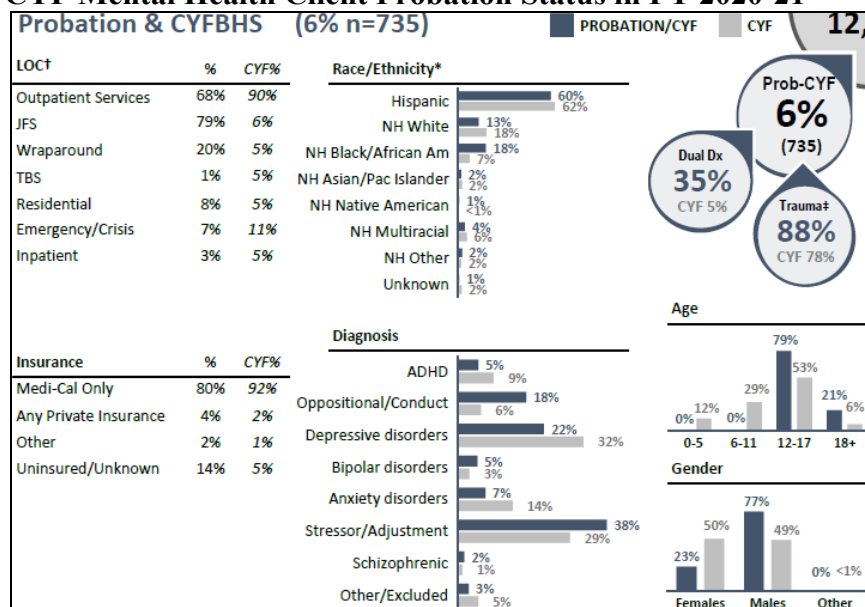 Probation & CYFBHS (6% n=735)
PROBATION/CYF CYF 12,
LOC† % CYF%
Outpatient Services 68% 90%
JFS 79% 6%
Wraparound 20% 5%
TBS 1% 5%
Residential 8% 5%
Emergency/Crisis 7% 11%
Inpatient 3% 5%
Race/Ethnicity*
Hispanic 60% 62%
NH White 13% 18%
NH Black/African Am 18% 7%
NH Asian/Pac Islander 2% 2%
NH Native American 1% <1%
NH Multiracial 4% 6%
NH Other 2% 2%
Unknown 1% 2%
Prob-CYF
6%
(735)
Dual Dx
35%
CYF 5%
Trauma‡
88%
CYF 78%
Insurance % CYF%
Medi-Cal Only 80% 92%
Any Private Insurance 4% 2%
Other 2% 1%
Uninsured/Unknown 14% 5%
Diagnosis
ADHD 5% 9%
Oppositional/Conduct 18% 6%
Depressive disorders 22% 32%
Bipolar disorders 5% 3%
Anxiety disorders 7% 14%
Stressor/Adjustment 38% 29%
Schizophrenic 2% 1%
Other/Excluded 3% 5%
Age
0% 12% 0% 29% 79% 53% 21% 6%
0-5 6-11 12-17 18+
Gender
23% 50% 77% 49% 0% <1%
Females Males Other